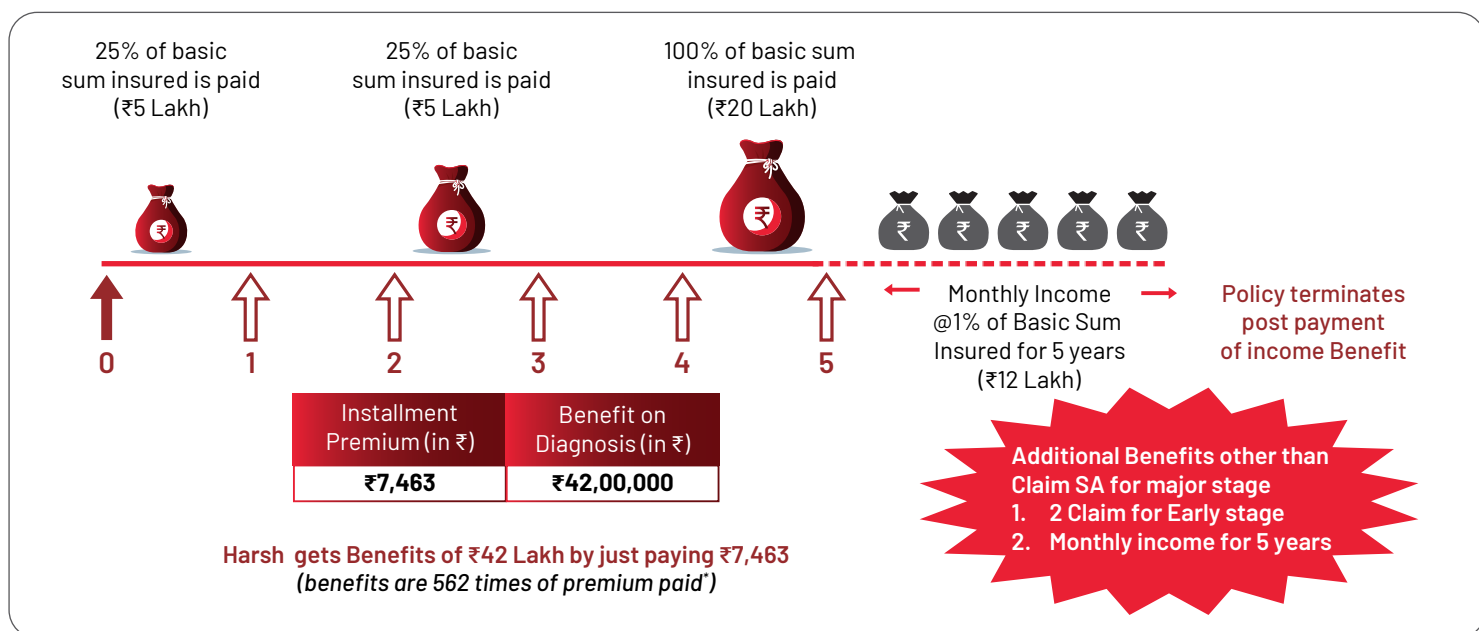 25% of basic
sum insured is paid
(₹5 Lakh)
25% of basic
sum insured is paid
(₹5 Lakh)
100% of basic sum
insured is paid
(₹20 Lakh)
₹
₹
₹
₹
₹
₹
₹
₹
0
1
2
3
4
5
Monthly Income
@1% of Basic Sum
Insured for 5 years
(₹12 Lakh)
Policy terminates
post payment
of income Benefit
Installment
Premium (in ₹)
Benefit on
Diagnosis (in ₹)
₹7,463
₹42,00,000
Harsh gets Benefits of ₹42 Lakh by just paying ₹7,463
(benefits are 562 times of premium paid*)
Additional Benefits other than
Claim SA for major stage
1. 2 Claim for Early stage
2. Monthly income for 5 years